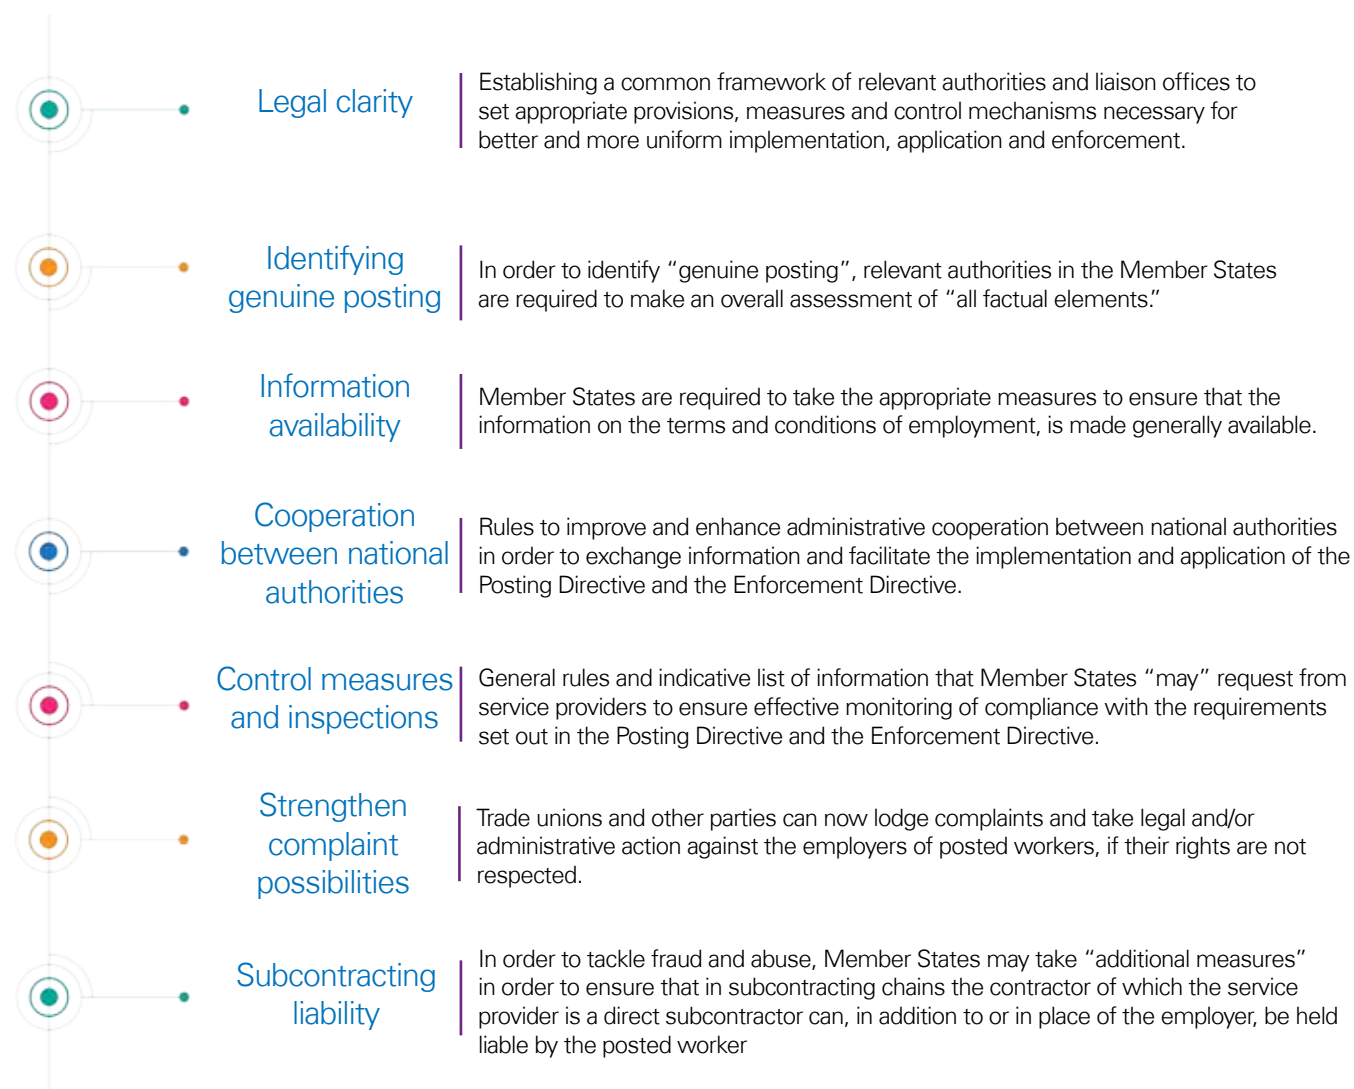 Legal clarity
Establishing a common framework of relevant authorities and liaison offices to
set appropriate provisions, measures and control mechanisms necessary for
better and more uniform implementation, application and enforcement.
Identifying
genuine posting
In order to identify “genuine posting”, relevant authorities in the Member States
are required to make an overall assessment of “all factual elements.”
Information
availability
Member States are required to take the appropriate measures to ensure that the
information on the terms and conditions of employment, is made generally available.
Cooperation
between national
authorities
Rules to improve and enhance administrative cooperation between national authorities
in order to exchange information and facilitate the implementation and application of the
Posting Directive and the Enforcement Directive.
Control measures
and inspections
General rules and indicative list of information that Member States “may” request from
service providers to ensure effective monitoring of compliance with the requirements
set out in the Posting Directive and the Enforcement Directive.
Strengthen
complaint
possibilities
Trade unions and other parties can now lodge complaints and take legal and/or
administrative action against the employers of posted workers, if their rights are not
respected.
Subcontracting
liability
In order to tackle fraud and abuse, Member States may take “additional measures”
in order to ensure that in subcontracting chains the contractor of which the service
provider is a direct subcontractor can, in addition to or in place of the employer, be held
liable by the posted worker